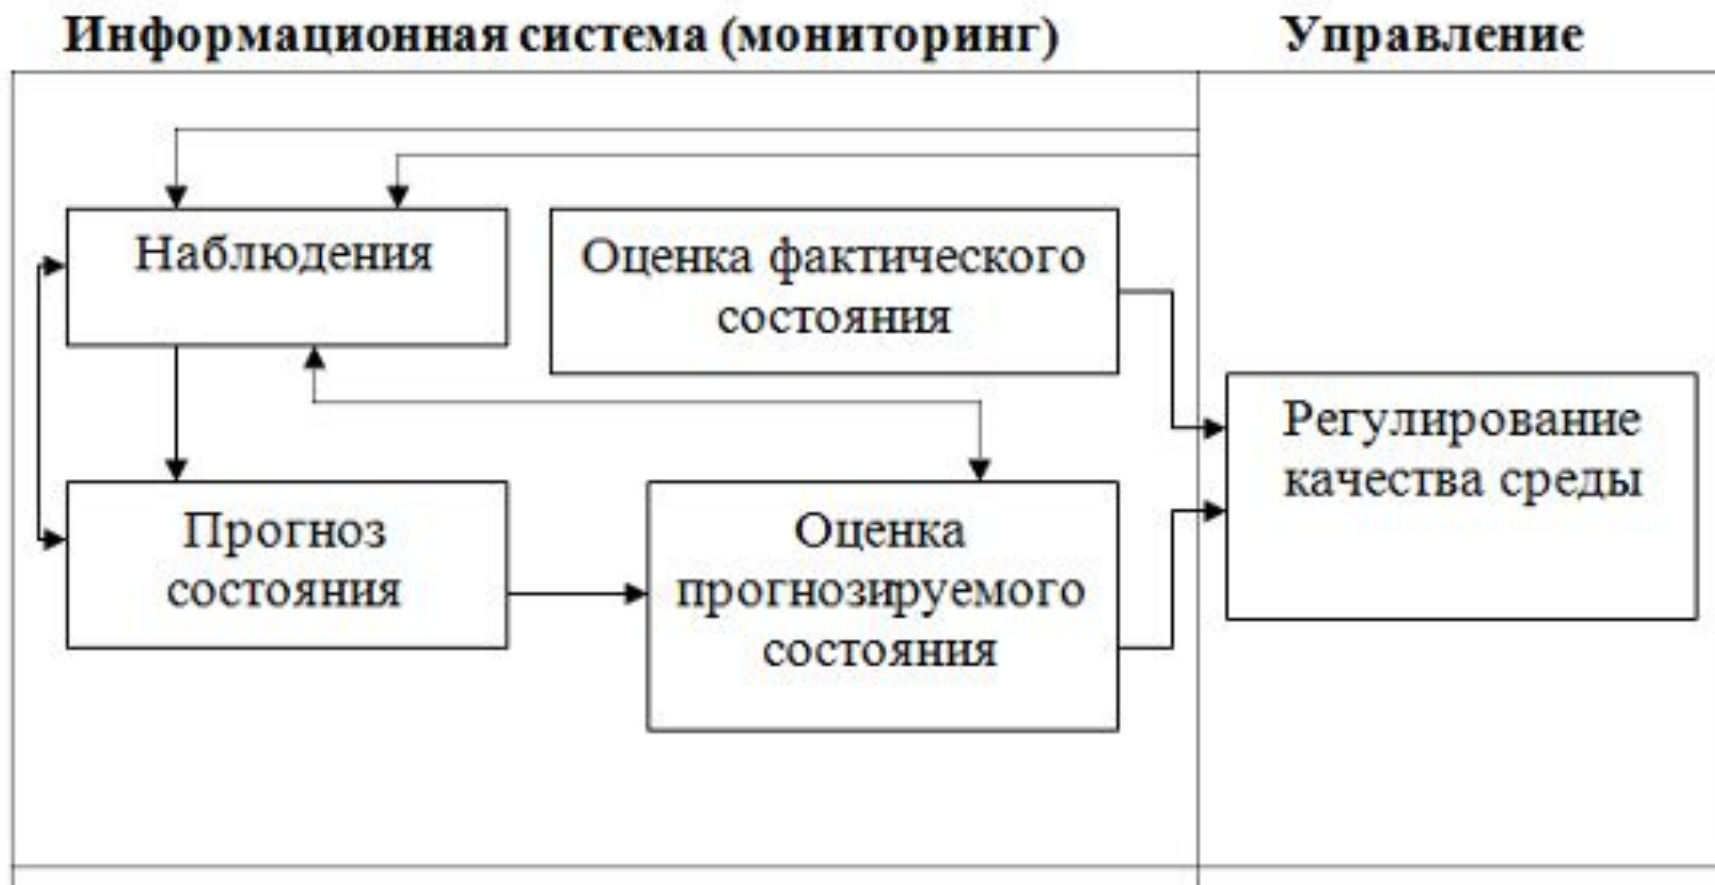 Информационная система (мониторинг)
Управление
Наблюдения
Оценка фактического
состояния
Регулирование
качества среды
Прогноз
состояния
Оценка
прогнозируемого
состояния